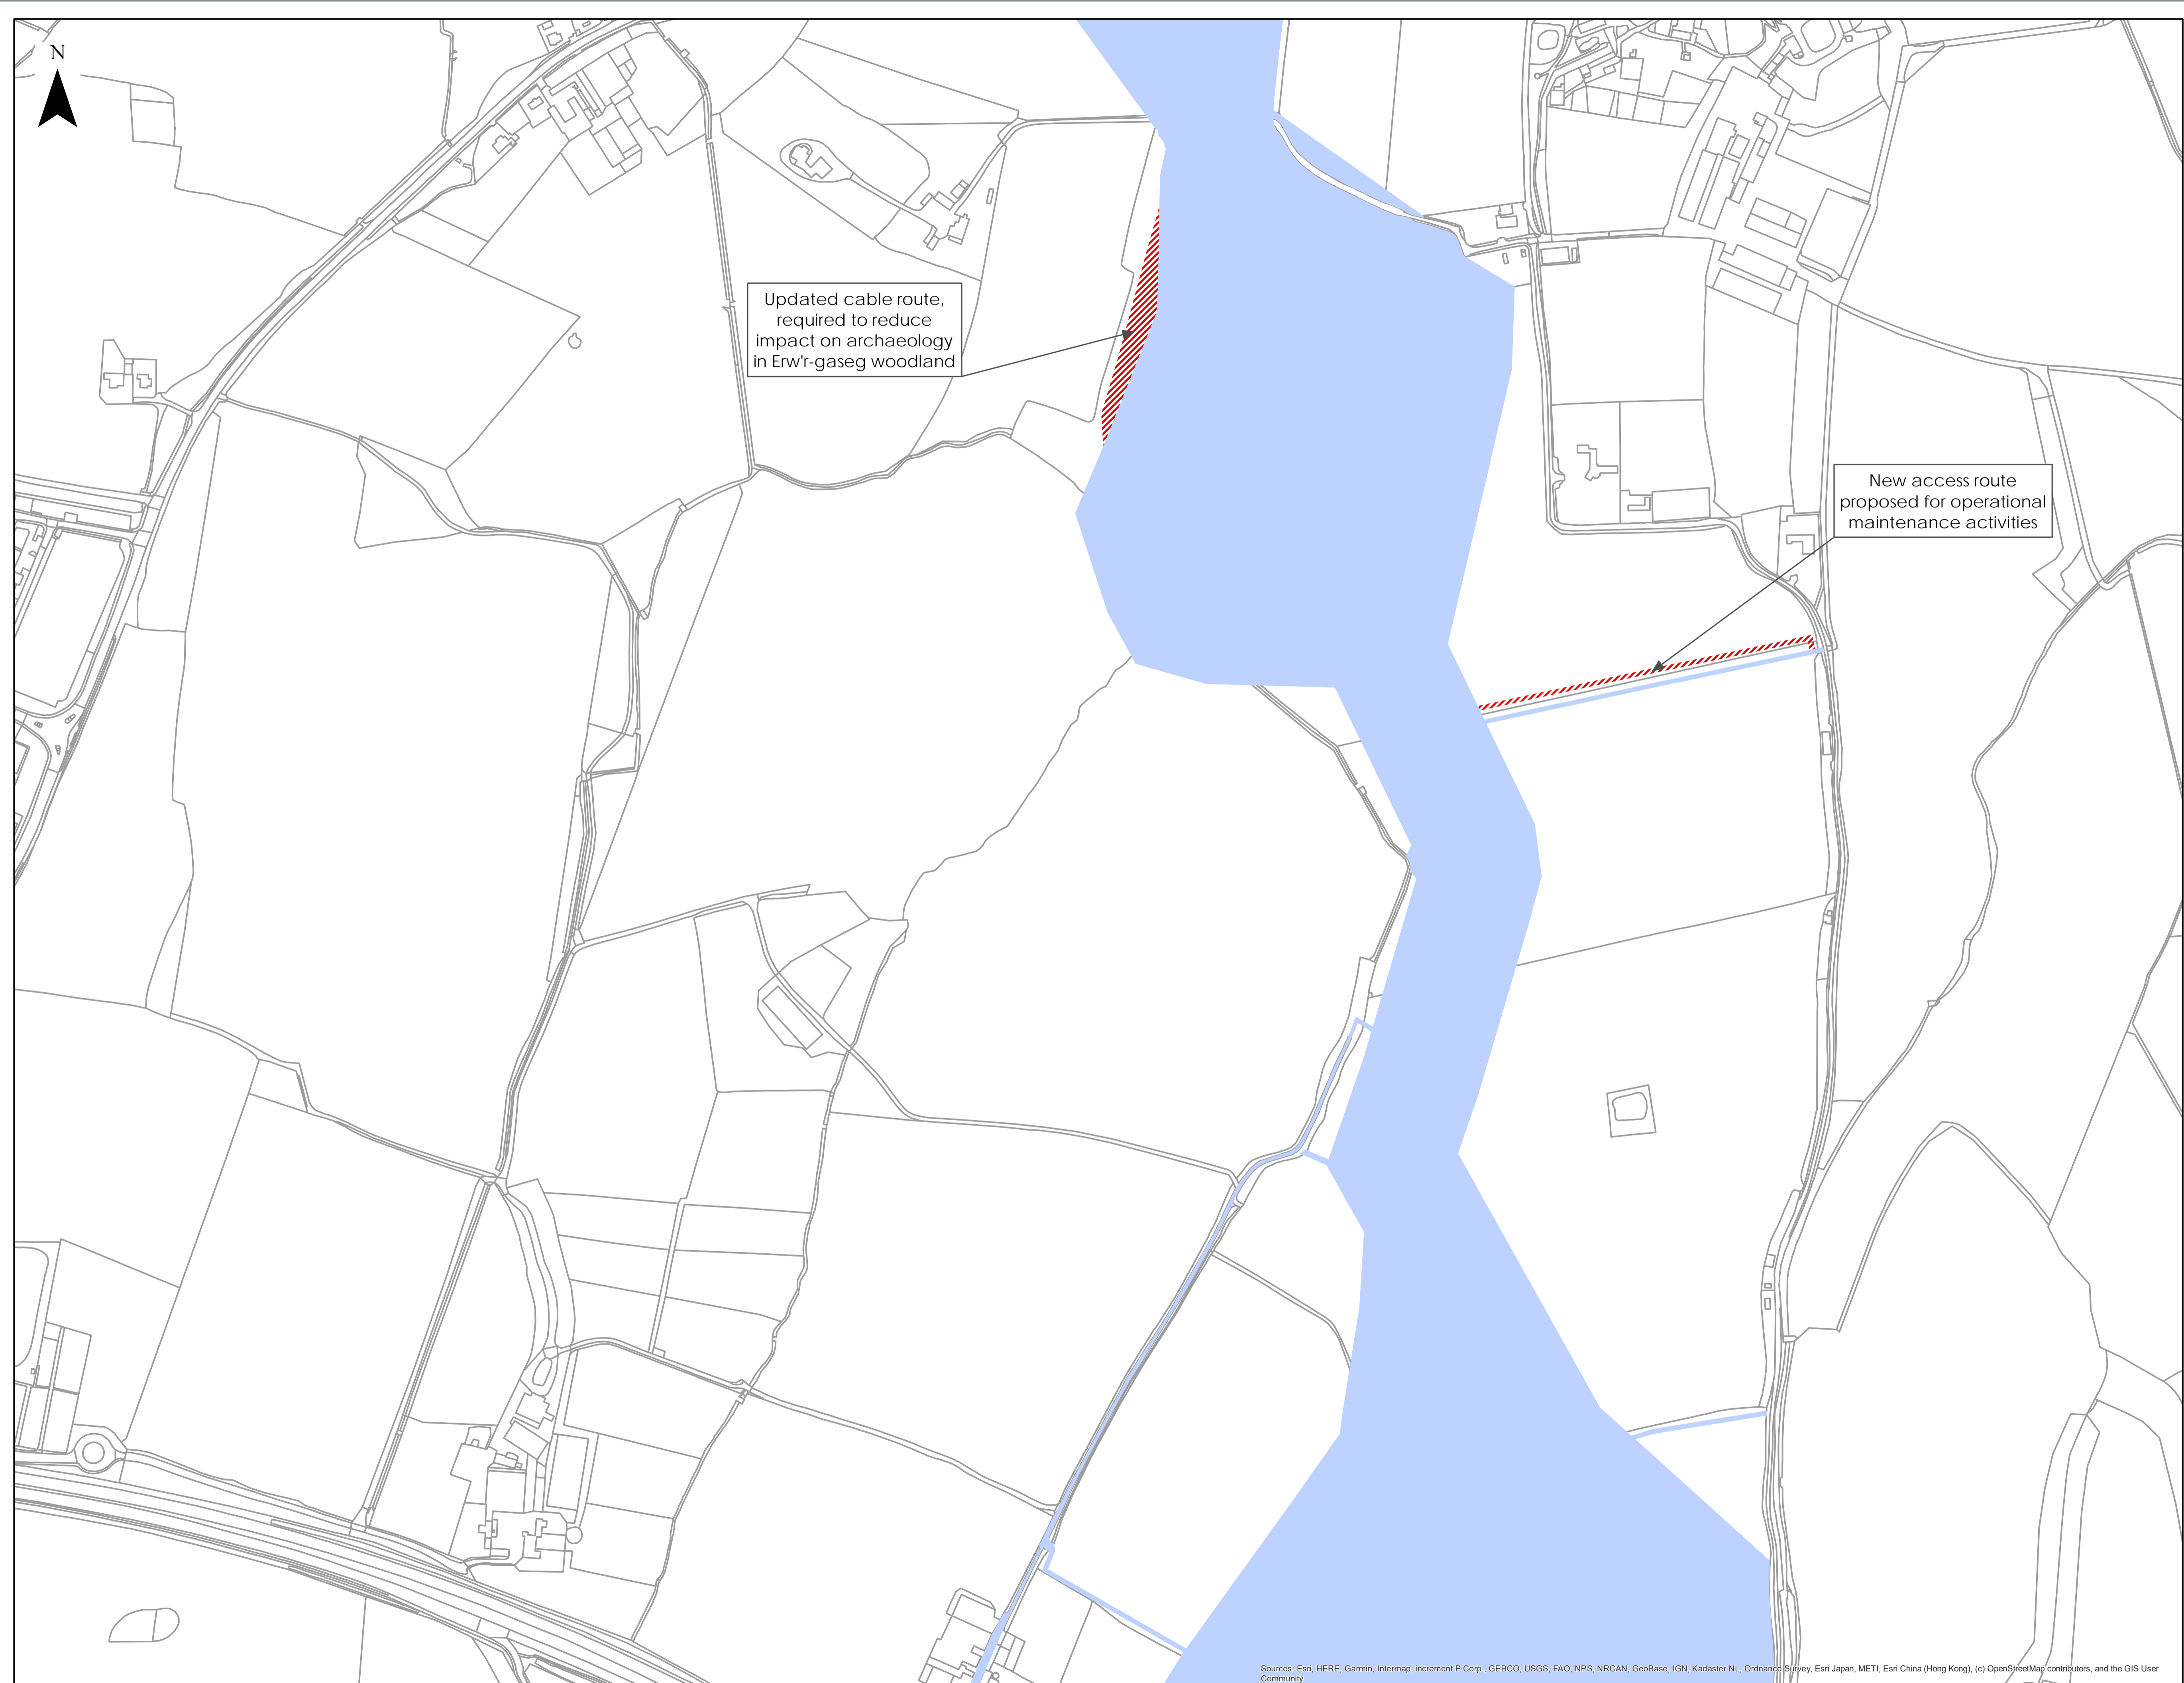 N
Updated cable route,
required to reduce
impact on archaeology
in Erw'r-gaseg woodland
New access route
proposed for operational
maintenance activities
Sources: Esri, HERE, Garmin, Intermap, increment P Corp., GEBCO, USGS, FAO, NPS, NRCAN, GeoBase, IGN, Kadaster NL, Ordnance Survey, Esri Japan, METI, Esri China (Hong Kong), (c) OpenStreetMap contributors, and the GIS User
Community